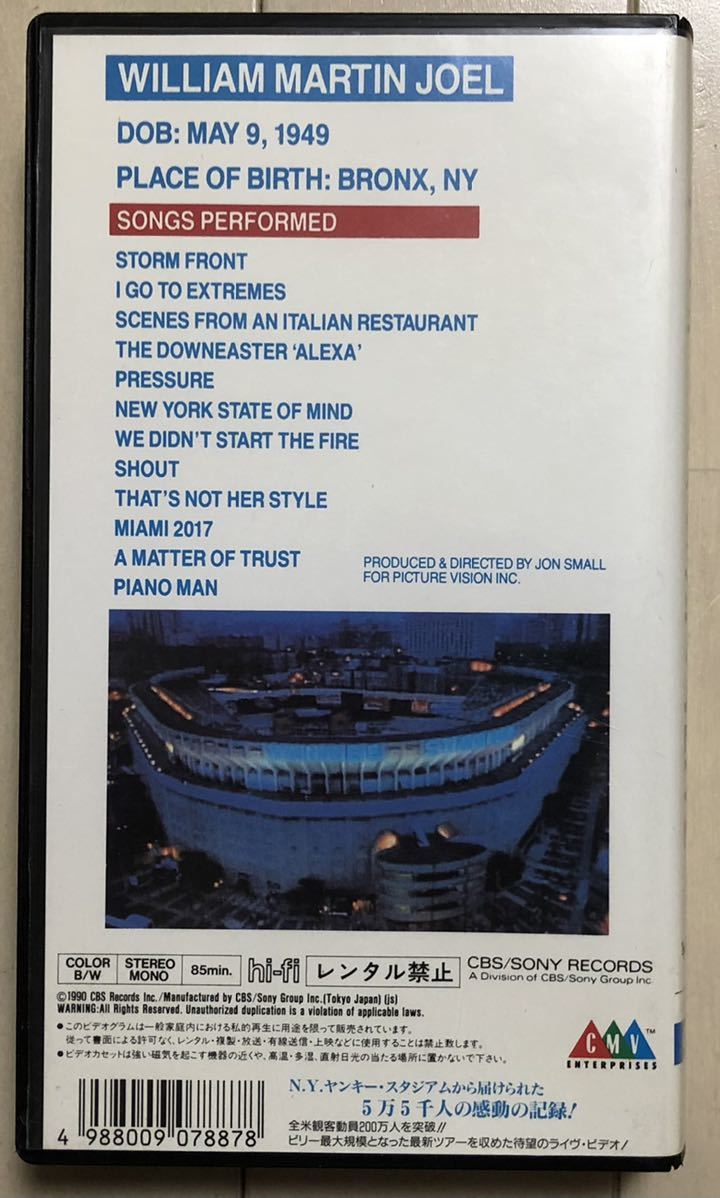 WILLIAM MARTIN JOEL
DOB: MAY 9, 1949
PLACE OF BIRTH: BRONX, NY
SONGS PERFORMED
STORM FRONT
I GO TO EXTREMES
SCENES FROM AN ITALIAN RESTAURANT
THE DOWNEASTER ‘ALEXA’
PRESSURE
NEW YORK STATE OF MIND
WE DIDN’T START THE FIRE
SHOUT
THAT’S NOT HER STYLE
MIAMI 2017
A MATTER OF TRUST
PIANO MAN
PRODUCED & DIRECTED BY JON SMALL
FOR PICTURE VISION INC.
COLOR
B/W
STEREO
MONO
85min.
hi-fi
レンタル禁止
CBS/SONY RECORDS
A Division of CBS/Sony Group Inc.
©1990 CBS Records Inc./Manufactured by CBS/Sony Group Inc.(Tokyo Japan) (js)
WARNING:All Rights Reserved. Unauthorized duplication is a violation of applicable laws.
●このビデオグラムは一般家庭内における私的再生に用途を限って販売されています。
従って書面による許可なく、レンタル・複製・放送・有線送信・上映などに使用することは禁止致します。
●ビデオカセットは強い磁気を起こす機器の近くや、高温・多湿、直射日光の当たる場所に置かないで下さい。
CMV™
ENTERPRISES
4 988009 078878
N.Y.ヤンキー・スタジアムから届けられた
5万5千人の感動の記録!
全米観客動員200万人を突破!!
ビリー最大規模となった最新ツアーを収めた待望のライヴ・ビデオ!